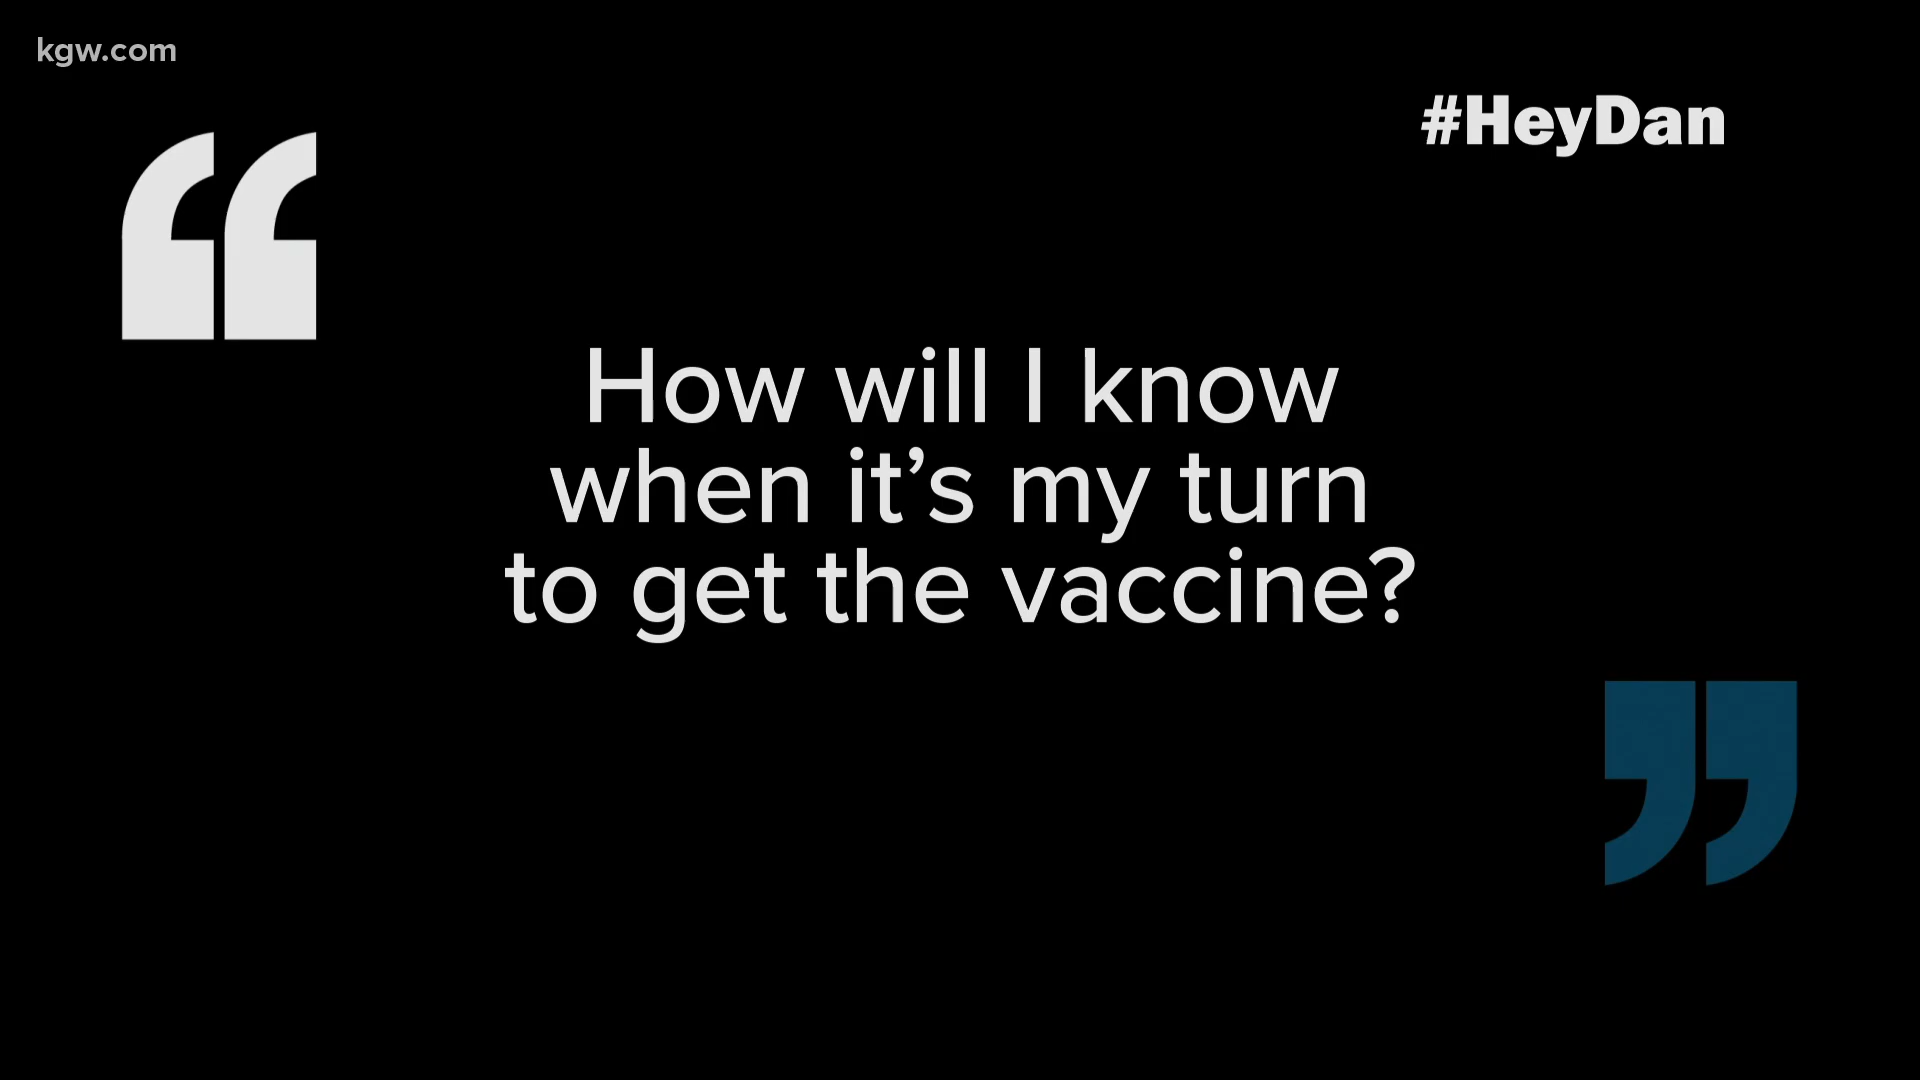 kgw.com
#HeyDan
“
How will I know
when it’s my turn
to get the vaccine?
”